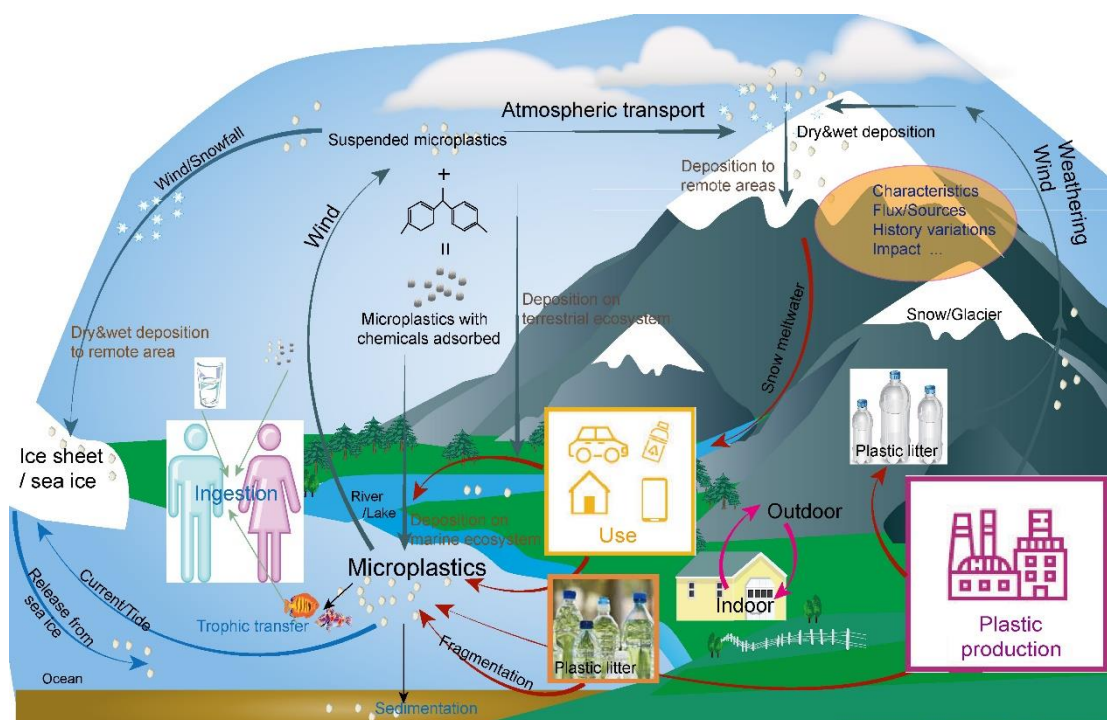 Atmospheric transport
Suspended microplastics
Wind/Snowfall
+
Wind
=
Microplastics with
chemicals adsorbed
Dry&wet deposition
Deposition to
remote areas
Weathering
Wind
Characteristics
Flux/Sources
History variations
Impact ...
Deposition on
terrestrial ecosystem
Snow/Glacier
Snow meltwater
Dry&wet deposition
to remote area
Ice sheet
/ sea ice
Ingestion
River
/Lake
Deposition on
marine ecosystem
Use
Plastic litter
Outdoor
Indoor
Plastic
production
Microplastics
Current/Tide
Release from
sea ice
Trophic transfer
Fragmentation
Plastic litter
Ocean
Sedimentation